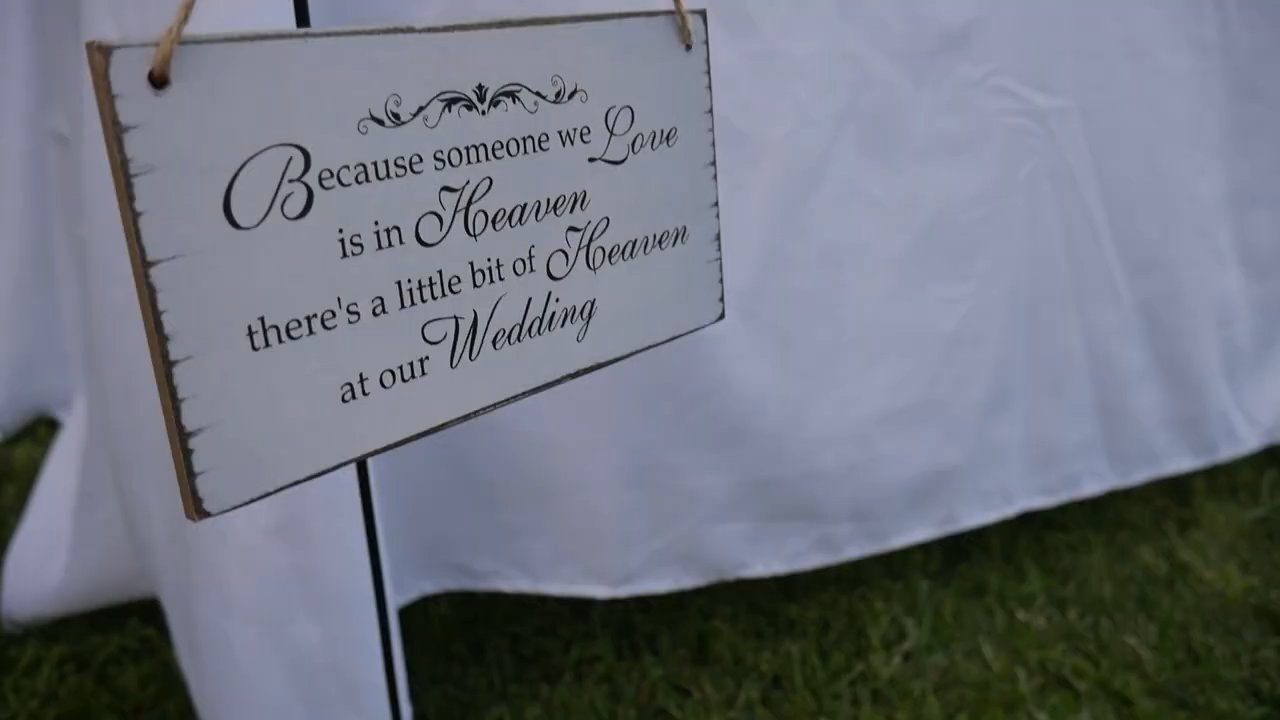 Because someone we Love
is in Heaven
there's a little bit of Heaven
at our Wedding